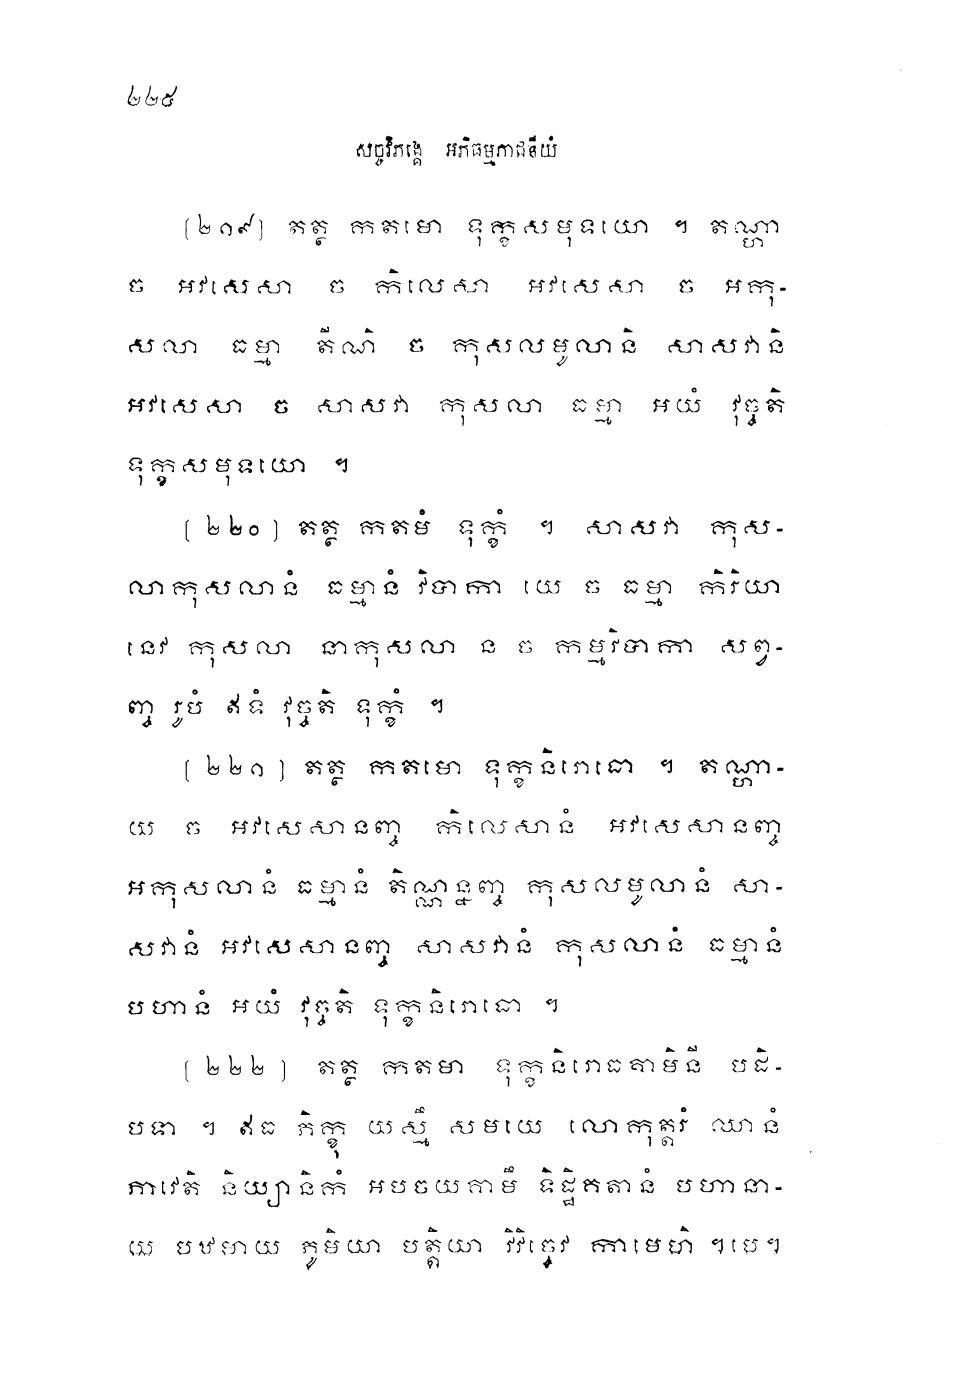 ២២៥
សច្ចវិភង្គេ អភិធម្មភាជនីយំ
(២១៩) តត្ថ កតមោ ទុក្ខសមុទយោ ។ តណ្ហា
ច អវសេសា ច កិលេសា អវសេសា ច អកុ-
សលា ធម្មា តីណិ ច កុសលមូលានិ សាសវានិ
អវសេសា ច សាសវា កុសលា ធម្មា អយំ វុច្ចតិ
ទុក្ខសមុទយោ ។
(២២០) តត្ថ កតមំ ទុក្ខំ ។ សាសវា កុស-
លាកុសលានំ ធម្មានំ វិបាកា យេ ច ធម្មា កិរិយា
នេវ កុសលា នាកុសលា ន ច កម្មវិបាកា សព្វ-
ញ្ច រូបំ ឥទំ វុច្ចតិ ទុក្ខំ ។
(២២១) តត្ថ កតមោ ទុក្ខនិរោធោ ។ តណ្ហា-
យ ច អវសេសានញ្ច កិលេសានំ អវសេសានញ្ច
អកុសលានំ ធម្មានំ តិណ្ណន្នញ្ច កុសលមូលានំ សា-
សវានំ អវសេសានញ្ច សាសវានំ កុសលានំ ធម្មានំ
បហានំ អយំ វុច្ចតិ ទុក្ខនិរោធោ ។
(២២២) តត្ថ កតមា ទុក្ខនិរោធគាមិនី បដិ-
បទា ។ ឥធ ភិក្ខុ យស្មឹ សមយេ លោកុត្តរំ ឈានំ
ភាវេតិ និយ្យានិកំ អបចយគាមឹ ទិដ្ឋិគតានំ បហានា-
យ បឋមាយ ភូមិយា បត្តិយា វិវិច្ចេវ កាមេហិ ។បេ។